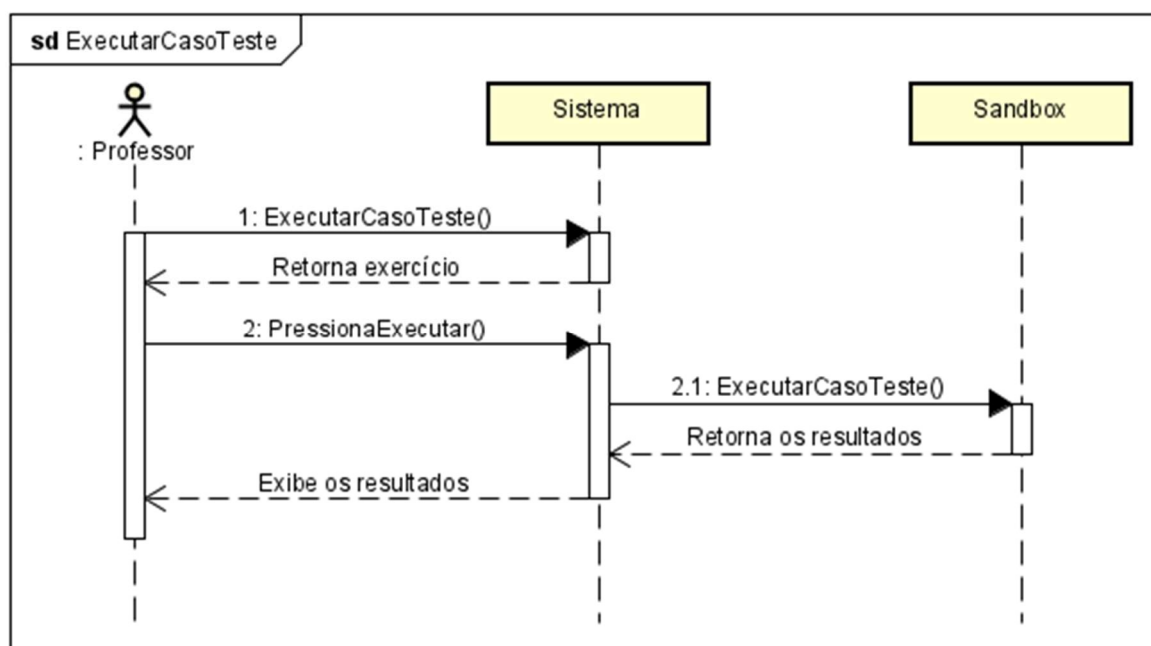 sd ExecutarCasoTeste
: Professor
Sistema
Sandbox
1: ExecutarCasoTeste()
Retorna exercício
2: PressionaExecutar()
2.1: ExecutarCasoTeste()
Retorna os resultados
Exibe os resultados